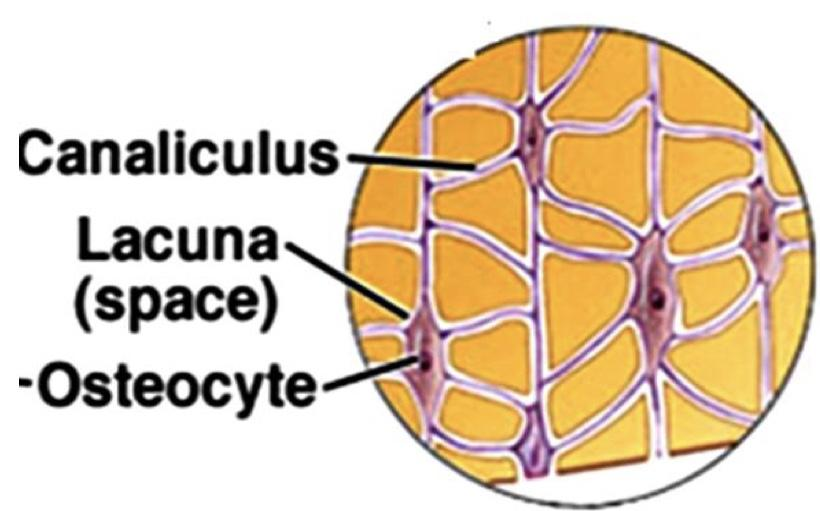 Canaliculus
Lacuna
(space)
-Osteocyte